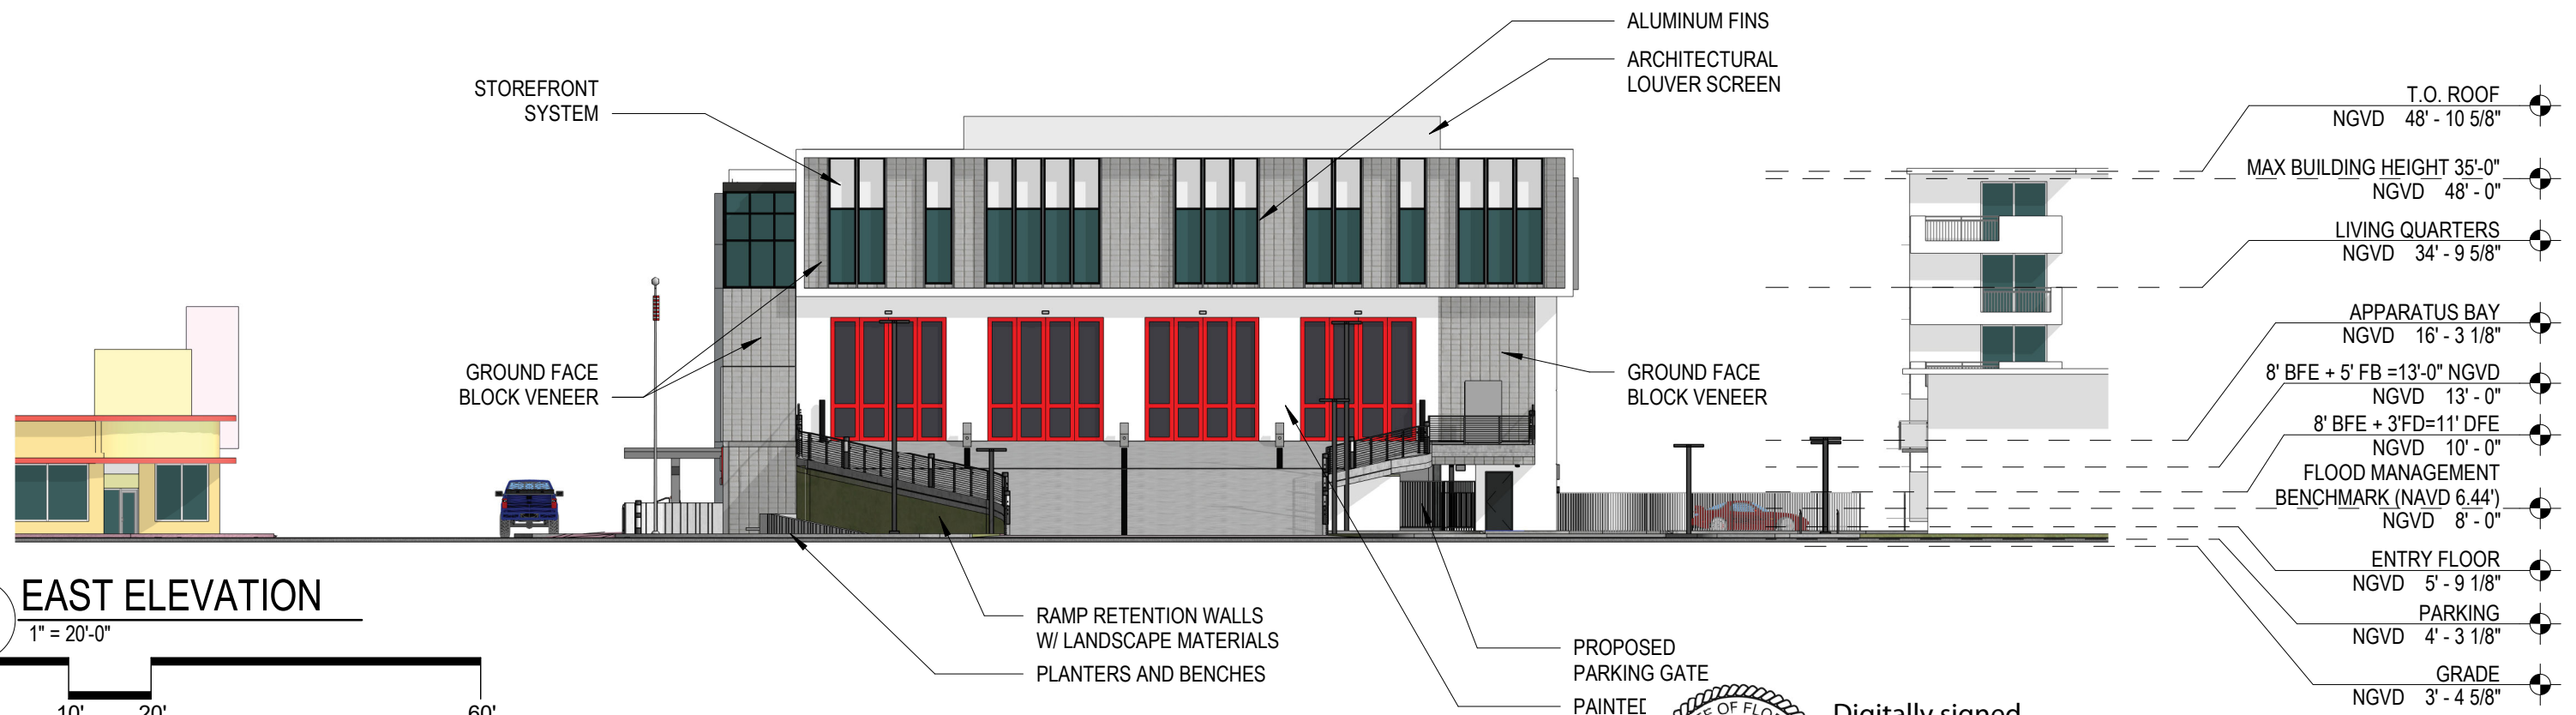 ALUMINUM FINS
ARCHITECTURAL
LOUVER SCREEN
STOREFRONT
SYSTEM
T.O. ROOF
NGVD 48' - 10 5/8"
MAX BUILDING HEIGHT 35'-0"
NGVD 48' - 0"
LIVING QUARTERS
NGVD 34' - 9 5/8"
APPARATUS BAY
NGVD 16' - 3 1/8"
GROUND FACE
BLOCK VENEER
GROUND FACE
BLOCK VENEER
8' BFE + 5' FB =13'-0" NGVD
NGVD 13' - 0"
8' BFE + 3'FD=11' DFE
NGVD 10' - 0"
FLOOD MANAGEMENT
BENCHMARK (NAVD 6.44')
NGVD 8' - 0"
ENTRY FLOOR
NGVD 5' - 9 1/8"
PARKING
NGVD 4' - 3 1/8"
GRADE
NGVD 3' - 4 5/8"
EAST ELEVATION
1" = 20'-0"
10' 20' 60'
RAMP RETENTION WALLS
W/ LANDSCAPE MATERIALS
PLANTERS AND BENCHES
PROPOSED
PARKING GATE
PAINTED
E OF FLO
Digitally signed